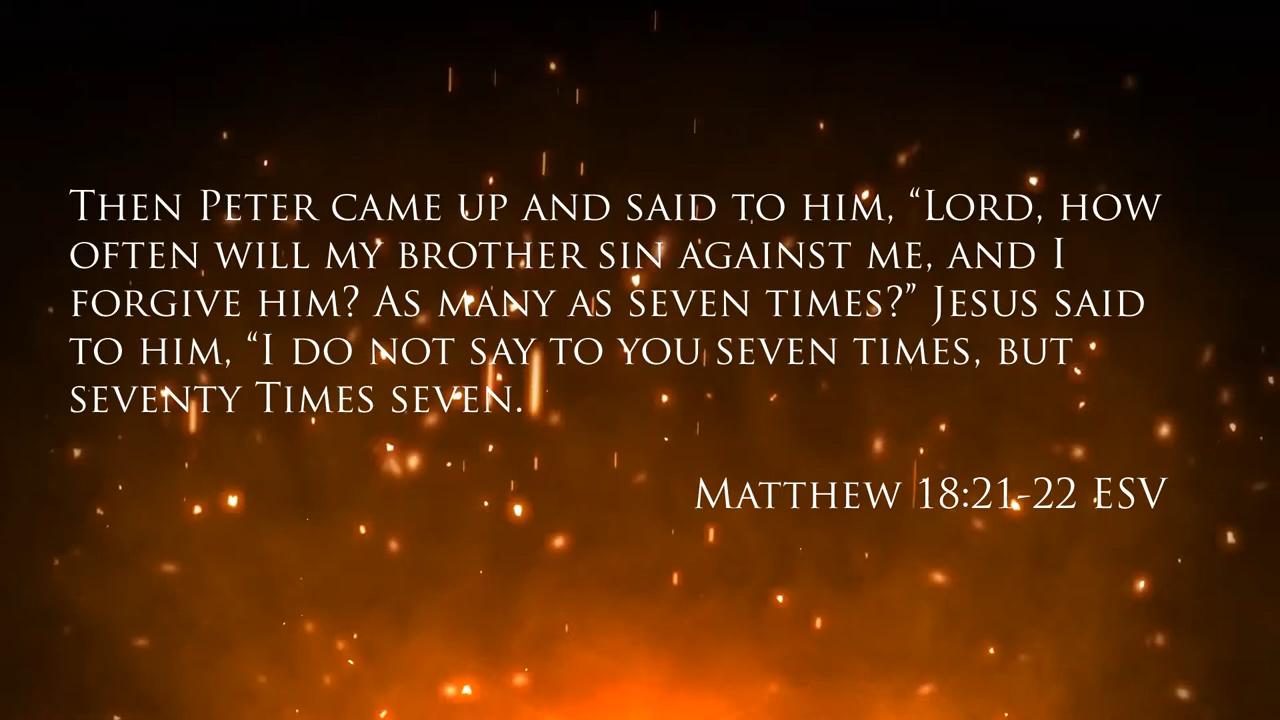 Then Peter came up and said to him, “Lord, how
often will my brother sin against me, and I
forgive him? As many as seven times?” Jesus said
to him, “I do not say to you seven times, but
seventy Times seven.
Matthew 18:21-22 ESV